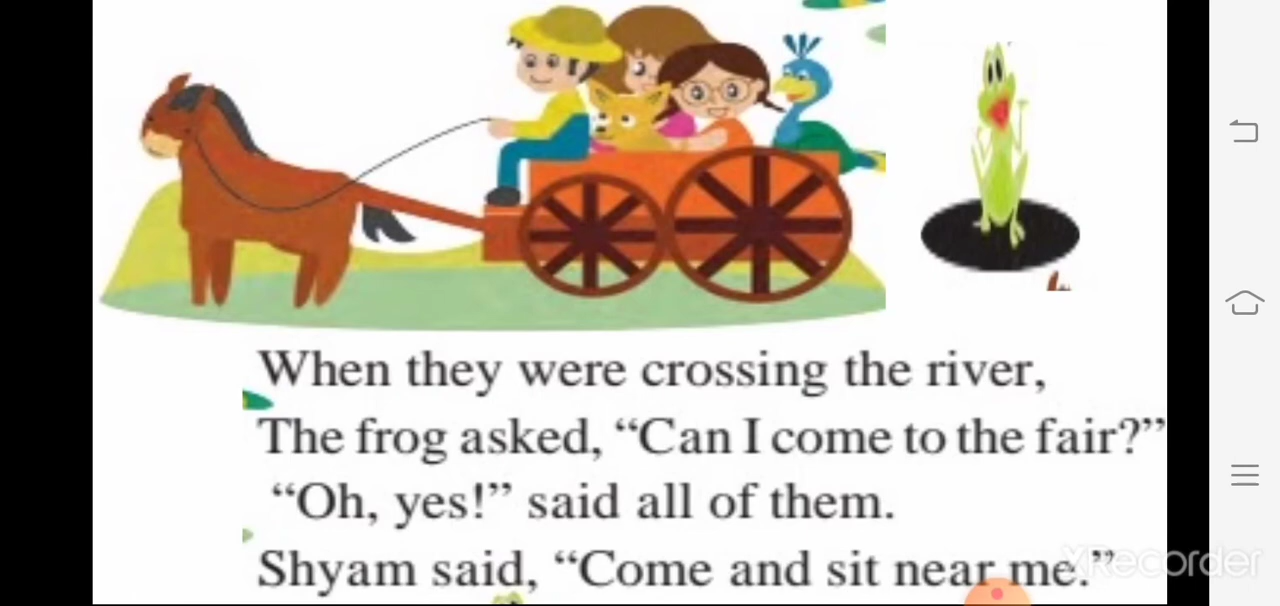 When they were crossing the river,
The frog asked, “Can I come to the fair?”
“Oh, yes!” said all of them.
Shyam said, “Come and sit near me.”
XRecorder